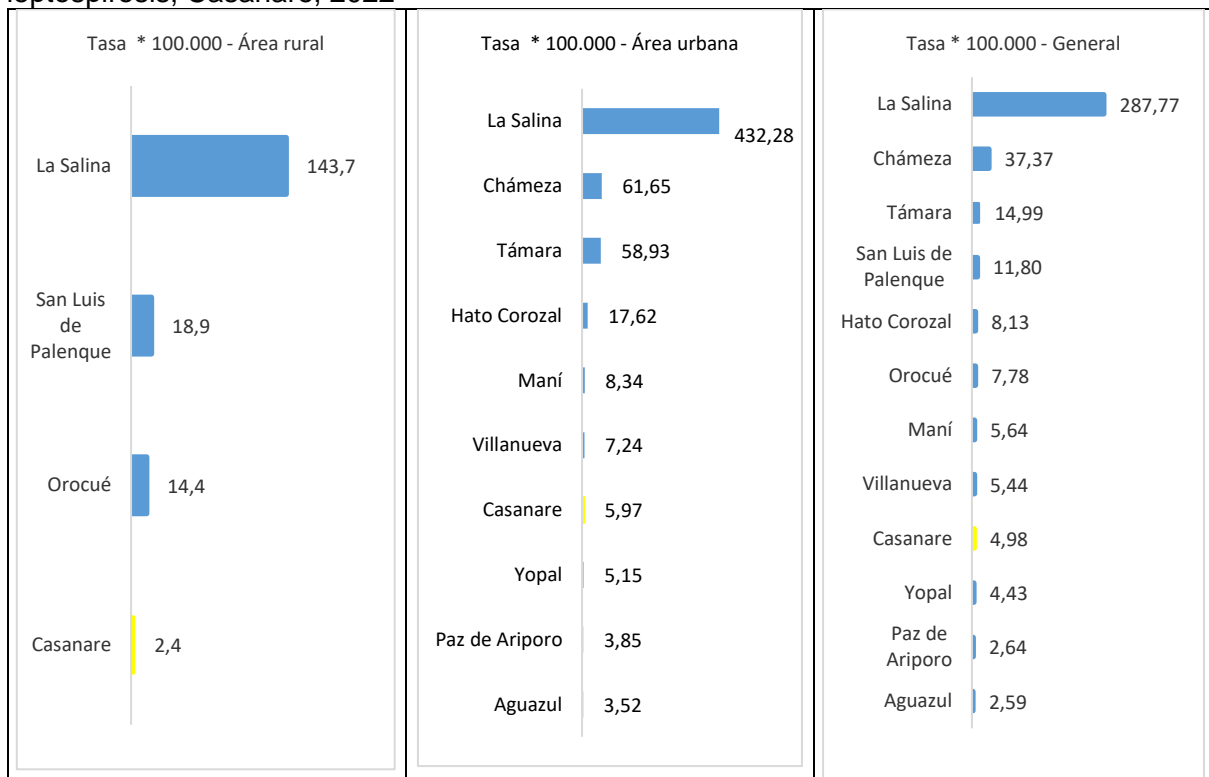 leptospirosis, Casanare, 2022
Tasa * 100.000 - Área rural
La Salina
143,7
San Luis
de
Palenque
18,9
Orocué
14,4
Casanare
2,4
Tasa * 100.000 - Área urbana
La Salina
432,28
Chámeza
61,65
Támara
58,93
Hato Corozal
17,62
Maní
8,34
Villanueva
7,24
Casanare
5,97
Yopal
5,15
Paz de Ariporo
3,85
Aguazul
3,52
Tasa * 100.000 - General
La Salina
287,77
Chámeza
37,37
Támara
14,99
San Luis de
Palenque
11,80
Hato Corozal
8,13
Orocué
7,78
Maní
5,64
Villanueva
5,44
Casanare
4,98
Yopal
4,43
Paz de
Ariporo
2,64
Aguazul
2,59